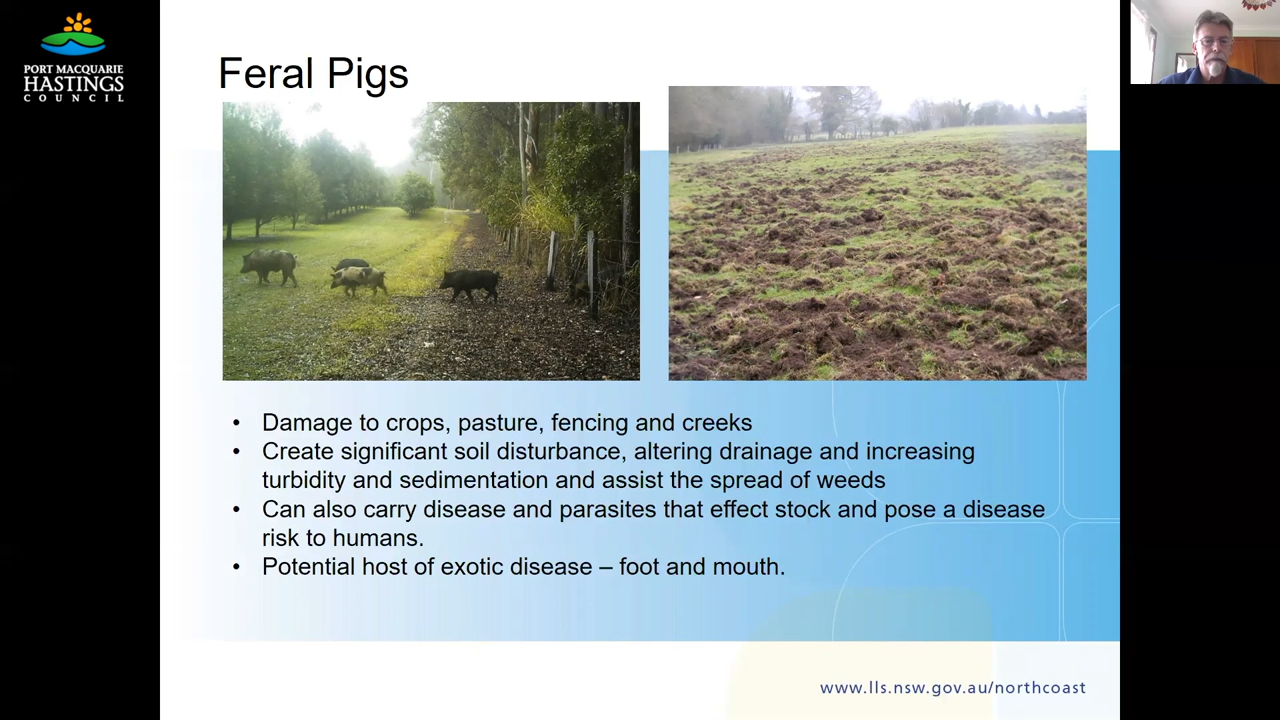 PORT MACQUARIE
HASTINGS
COUNCIL
Feral Pigs
• Damage to crops, pasture, fencing and creeks
• Create significant soil disturbance, altering drainage and increasing
turbidity and sedimentation and assist the spread of weeds
• Can also carry disease and parasites that effect stock and pose a disease
risk to humans.
• Potential host of exotic disease – foot and mouth.
www.lls.nsw.gov.au/northcoast